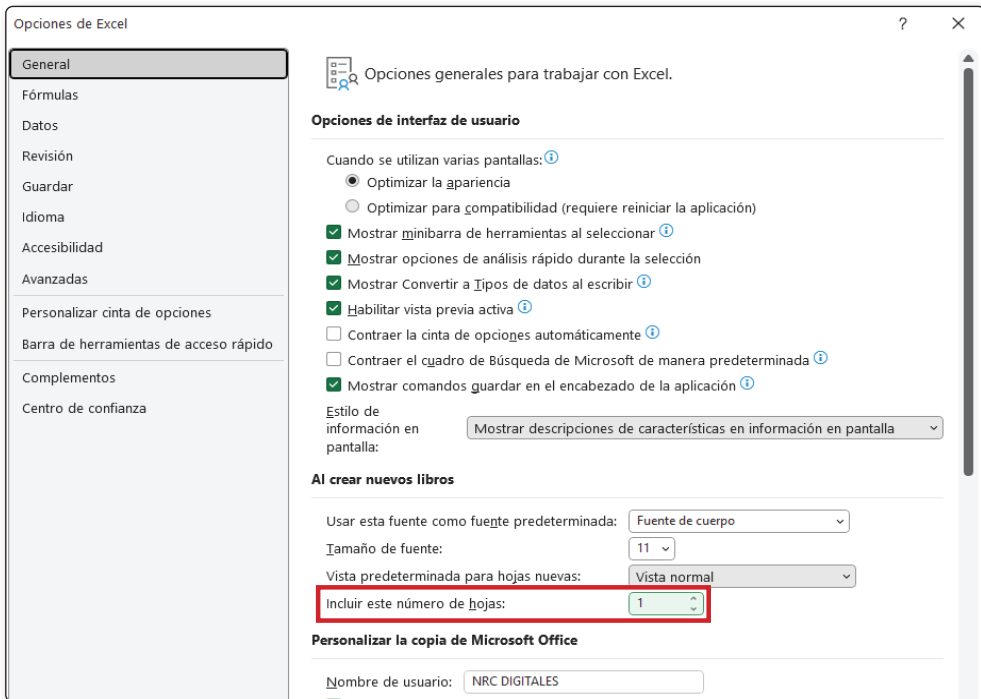 Opciones de Excel
?
General
Fórmulas
Datos
Revisión
Guardar
Idioma
Accesibilidad
Avanzadas
Personalizar cinta de opciones
Barra de herramientas de acceso rápido
Complementos
Centro de confianza
Opciones generales para trabajar con Excel.
Opciones de interfaz de usuario
Cuando se utilizan varias pantallas:
Optimizar la apariencia
Optimizar para compatibilidad (requiere reiniciar la aplicación)
Mostrar minibarra de herramientas al seleccionar
Mostrar opciones de análisis rápido durante la selección
Mostrar Convertir a Tipos de datos al escribir
Habilitar vista previa activa
Contraer la cinta de opciones automáticamente
Contraer el cuadro de Búsqueda de Microsoft de manera predeterminada
Mostrar comandos guardar en el encabezado de la aplicación
Estilo de
información en
pantalla:
Mostrar descripciones de características en información en pantalla
Al crear nuevos libros
Usar esta fuente como fuente predeterminada: Fuente de cuerpo
Tamaño de fuente: 11
Vista predeterminada para hojas nuevas: Vista normal
Incluir este número de hojas: 1
Personalizar la copia de Microsoft Office
Nombre de usuario: NRC DIGITALES